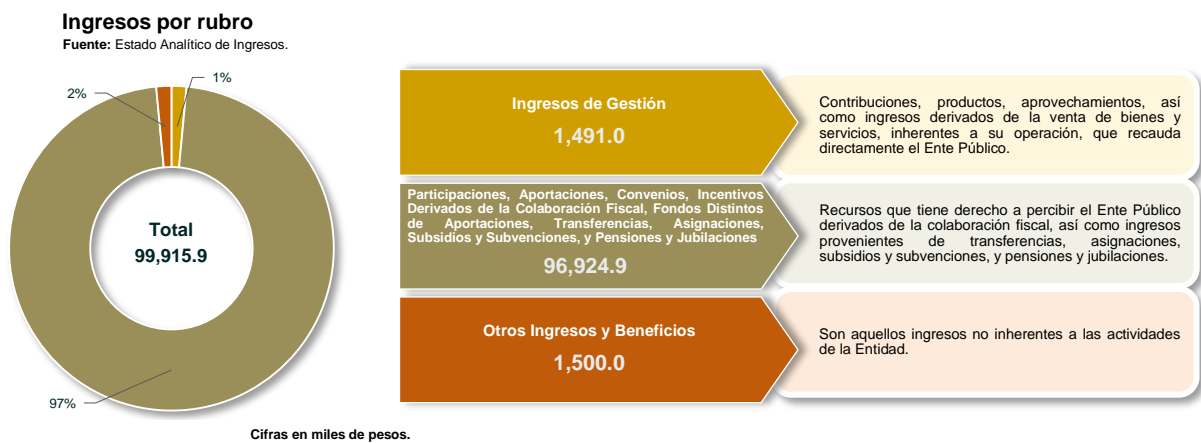 Ingresos por rubro
Fuente: Estado Analítico de Ingresos.
1%
2%
Total
99,915.9
97%
Ingresos de Gestión
1,491.0
Contribuciones, productos, aprovechamientos, así
como ingresos derivados de la venta de bienes y
servicios, inherentes a su operación, que recauda
directamente el Ente Público.
Participaciones, Aportaciones, Convenios, Incentivos
Derivados de la Colaboración Fiscal, Fondos Distintos
de Aportaciones, Transferencias, Asignaciones,
Subsidios y Subvenciones, y Pensiones y Jubilaciones
96,924.9
Recursos que tiene derecho a percibir el Ente Público
derivados de la colaboración fiscal, así como ingresos
provenientes de transferencias, asignaciones,
subsidios y subvenciones, y pensiones y jubilaciones.
Otros Ingresos y Beneficios
1,500.0
Son aquellos ingresos no inherentes a las actividades
de la Entidad.
Cifras en miles de pesos.